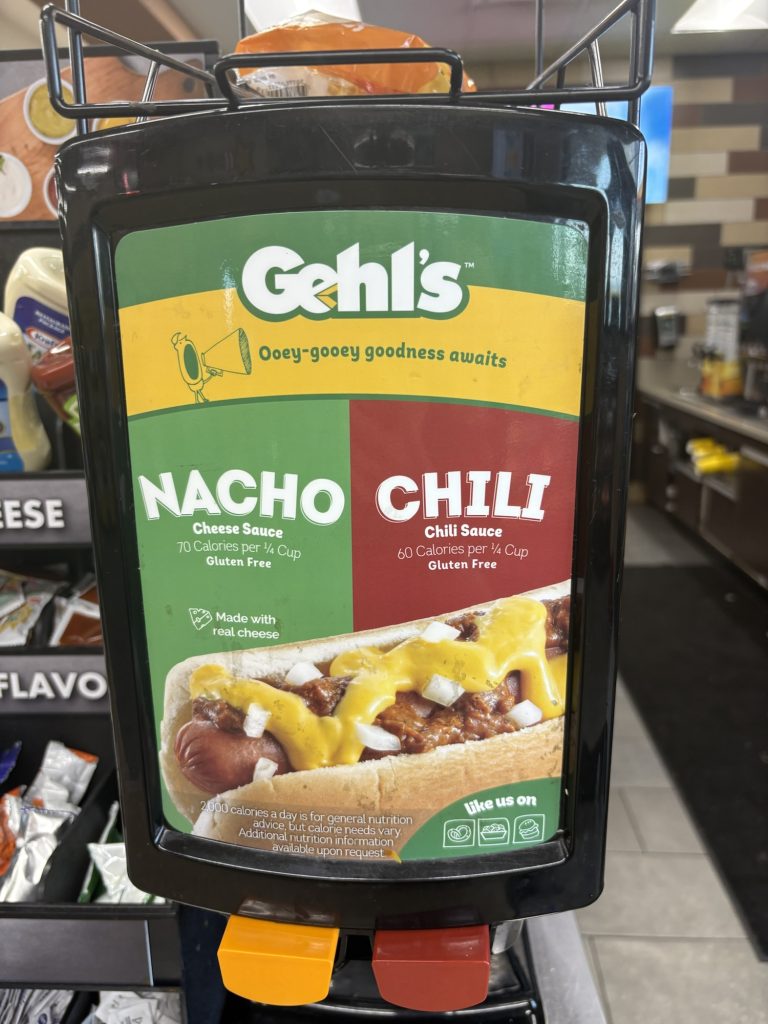 Gehl's™
Ooey-gooey goodness awaits
NACHO
Cheese Sauce
70 Calories per ¼ Cup
Gluten Free
CHILI
Chili Sauce
60 Calories per ¼ Cup
Gluten Free
Made with
real cheese
2,000 calories a day is for general nutrition
advice, but calorie needs vary.
Additional nutrition information
available upon request.
like us on
EESE
FLAVO